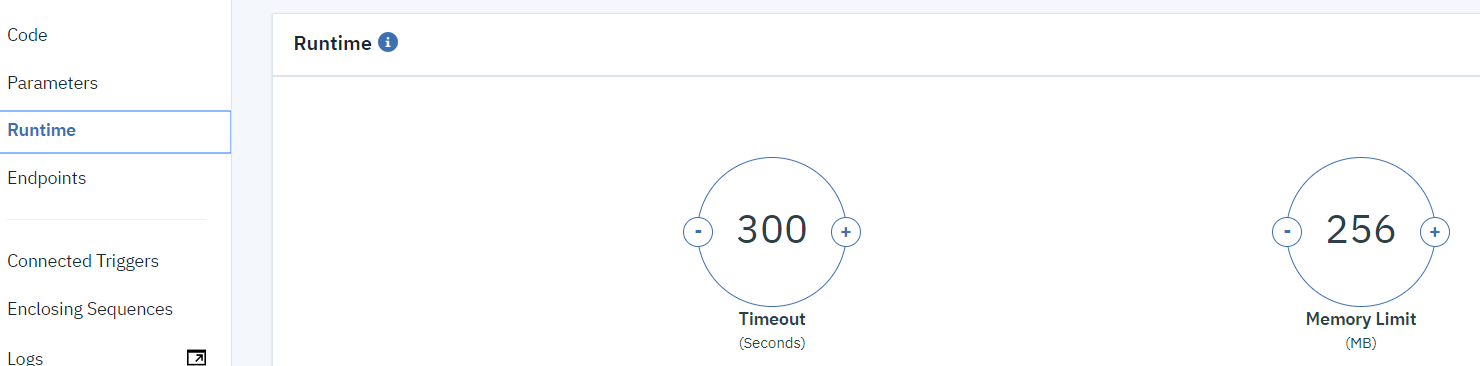 Code
Parameters
Runtime
Endpoints
Connected Triggers
Enclosing Sequences
Logs
Runtime i
- 300 +
Timeout
(Seconds)
- 256 +
Memory Limit
(MB)